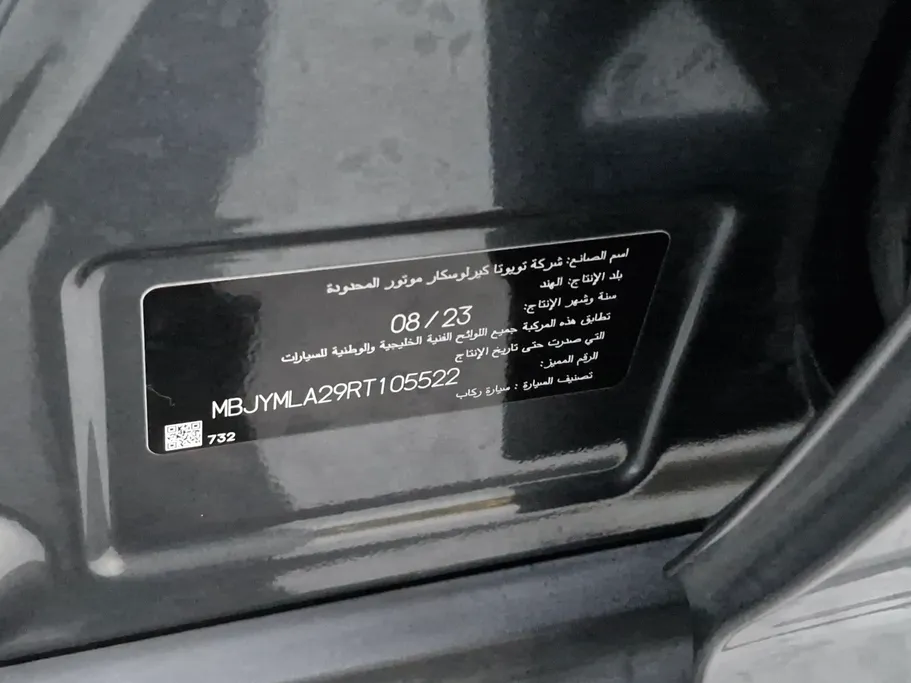 اسم الصانع: شركة تويوتا كيرلوسكار موتور المحدودة
بلد الإنتاج: الهند
سنة وشهر الإنتاج:
08/23
تطابق هذه المركبة جميع اللوائح الفنية الخليجية والوطنية للسيارات
التي صدرت حتى تاريخ الإنتاج
الرقم المميز:
MBJYMLA29RT105522
تصنيف السيارة : سيارة ركاب
732